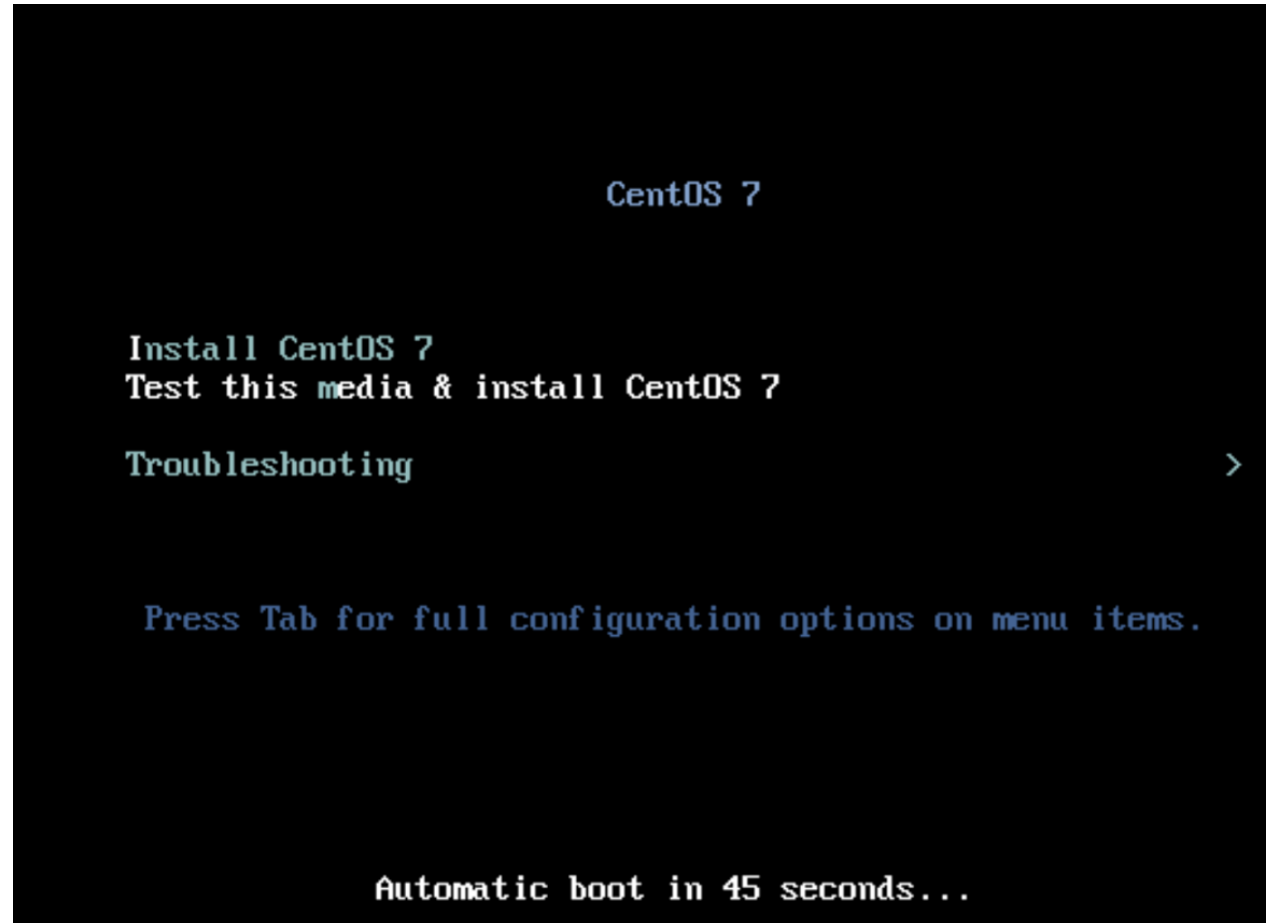 CentOS 7
Install CentOS 7
Test this media & install CentOS 7
Troubleshooting >
Press Tab for full configuration options on menu items.
Automatic boot in 45 seconds...